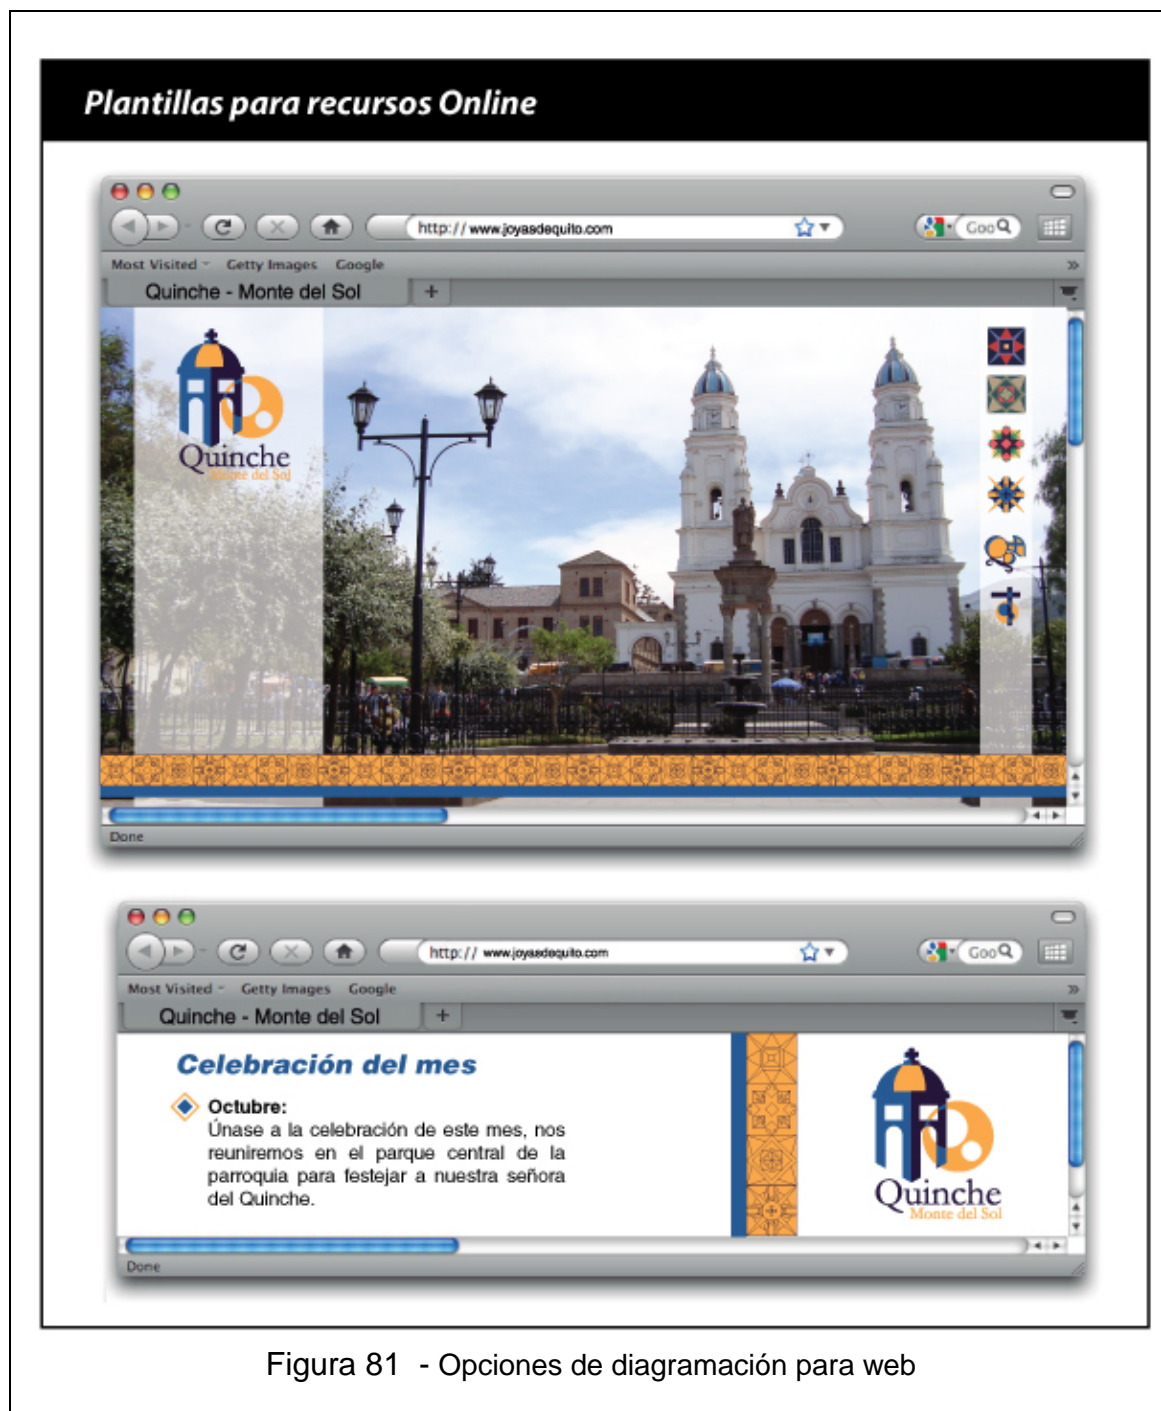 Plantillas para recursos Online
http:// www.joyasdequito.com
Goo
Most Visited Getty Images Google
Quinche - Monte del Sol
Quinche
Monte del Sol
Done
http:// www.joyasdequito.com
Goo
Most Visited Getty Images Google
Quinche - Monte del Sol
Celebración del mes
Octubre:
Únase a la celebración de este mes, nos
reuniremos en el parque central de la
parroquia para festejar a nuestra señora
del Quinche.
Quinche
Monte del Sol
Done
Figura 81 - Opciones de diagramación para web